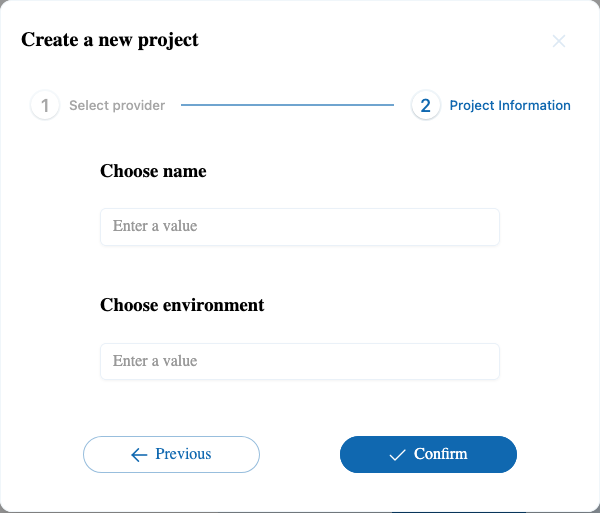 Create a new project
1 Select provider 2 Project Information
Choose name
Enter a value
Choose environment
Enter a value
Previous Confirm